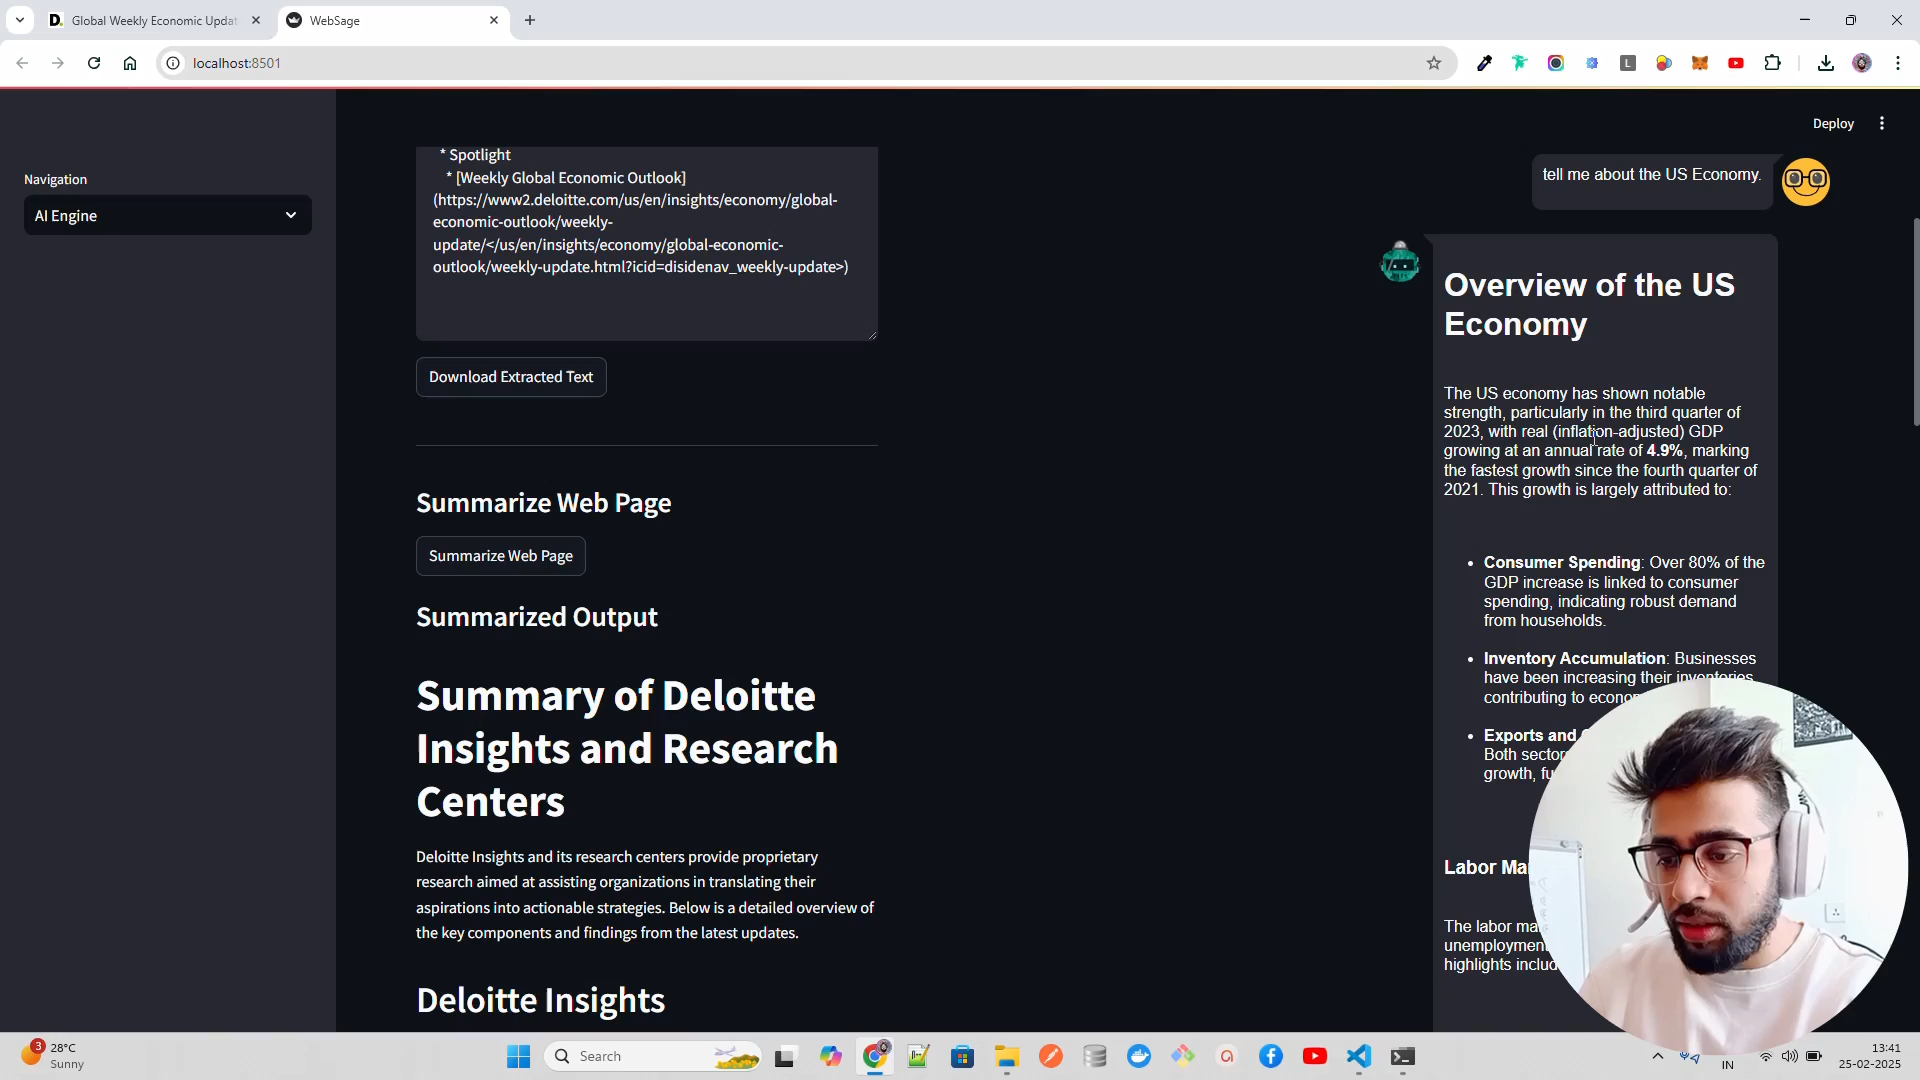 Global Weekly Economic Updat
WebSage
localhost:8501
Deploy
Navigation
AI Engine
* Spotlight
* [Weekly Global Economic Outlook]
(https://www2.deloitte.com/us/en/insights/economy/global-
economic-outlook/weekly-
update/</us/en/insights/economy/global-economic-
outlook/weekly-update.html?icid=disidenav_weekly-update>)
Download Extracted Text
Summarize Web Page
Summarize Web Page
Summarized Output
Summary of Deloitte
Insights and Research
Centers
Deloitte Insights and its research centers provide proprietary
research aimed at assisting organizations in translating their
aspirations into actionable strategies. Below is a detailed overview of
the key components and findings from the latest updates.
Deloitte Insights
tell me about the US Economy.
Overview of the US
Economy
The US economy has shown notable
strength, particularly in the third quarter of
2023, with real (inflation-adjusted) GDP
growing at an annual rate of 4.9%, marking
the fastest growth since the fourth quarter of
2021. This growth is largely attributed to:
• Consumer Spending: Over 80% of the
GDP increase is linked to consumer
spending, indicating robust demand
from households.
• Inventory Accumulation: Businesses
have been increasing their inventories
contributing to
• Exports and
Both
growth,
Labor
The labor
unemployment
highlights
3
28°C
Sunny
Search
IN
13:41
25-02-2025